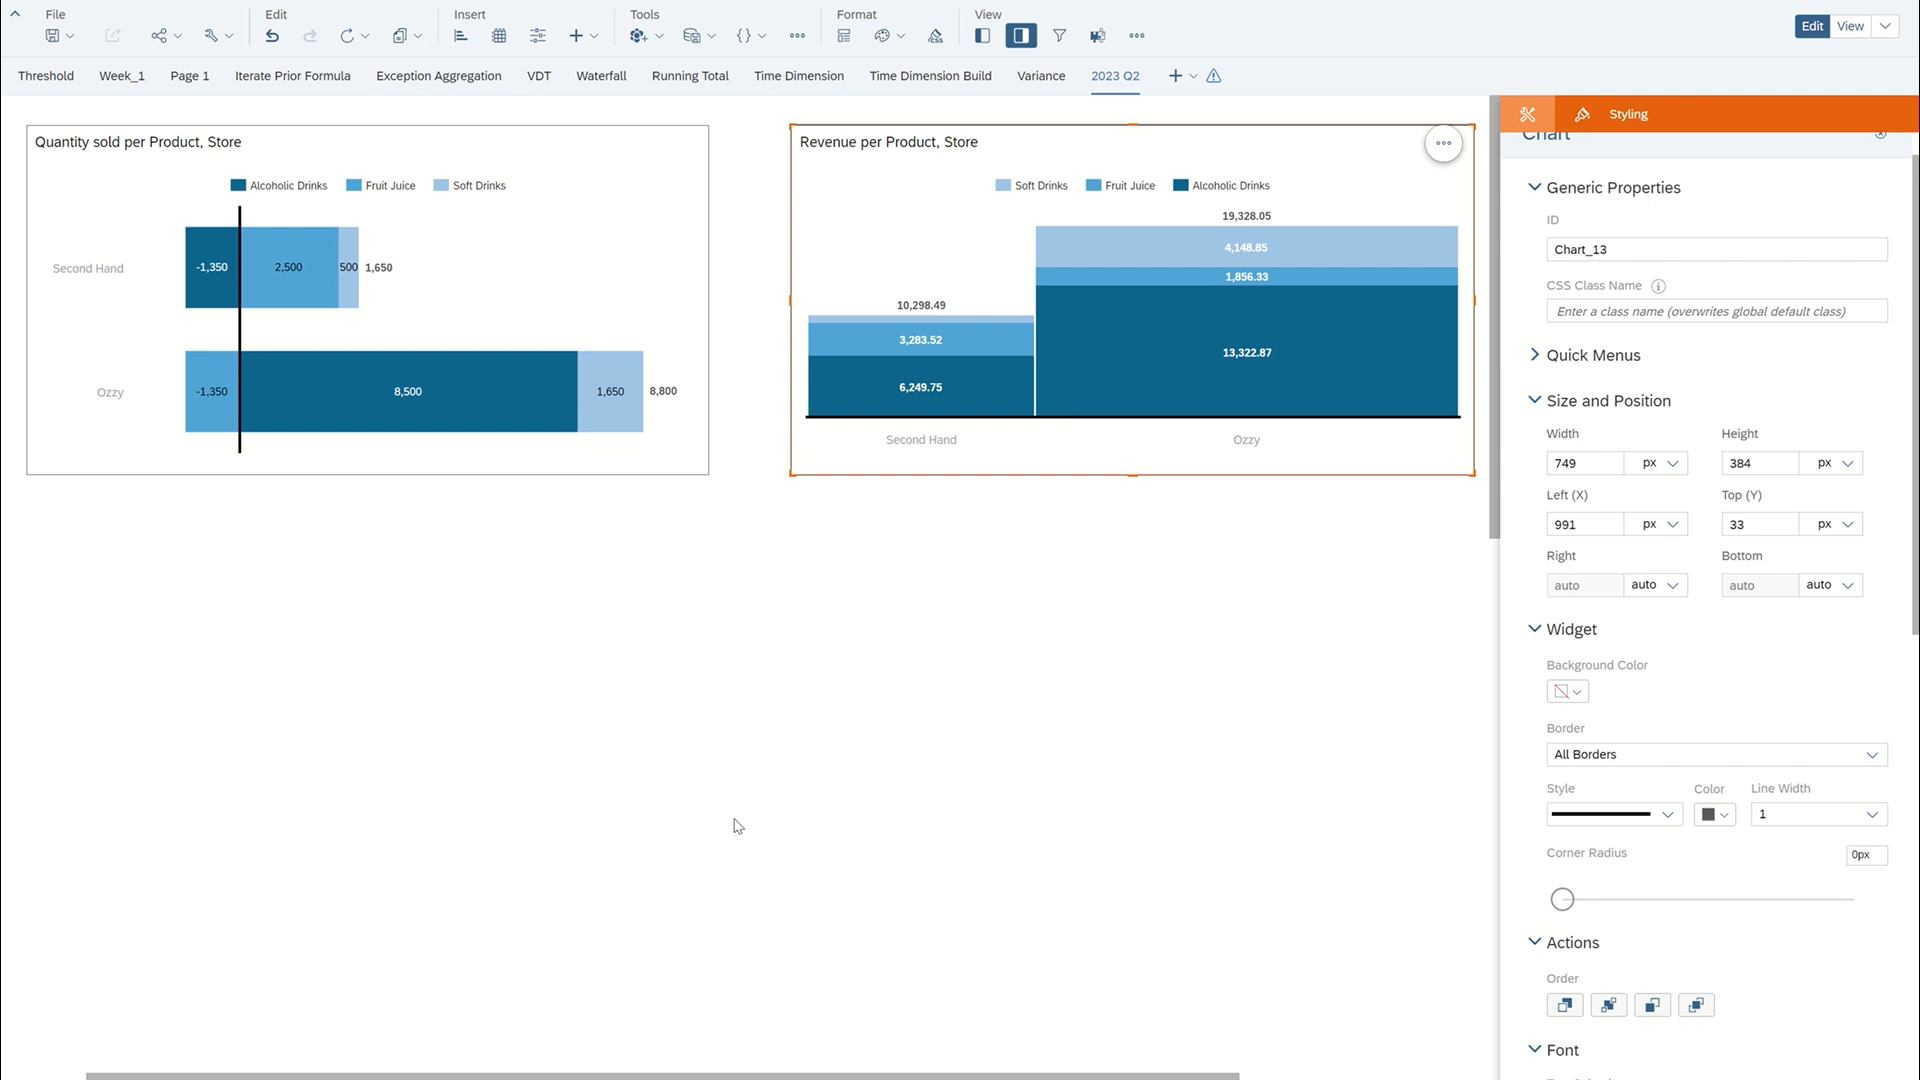 File
Edit
Insert
Tools
Format
View
Edit
View
Threshold
Week_1
Page 1
Iterate Prior Formula
Exception Aggregation
VDT
Waterfall
Running Total
Time Dimension
Time Dimension Build
Variance
2023 Q2
Quantity sold per Product, Store
Alcoholic Drinks
Fruit Juice
Soft Drinks
Second Hand
-1,350
2,500
500
1,650
Ozzy
-1,350
8,500
1,650
8,800
Revenue per Product, Store
Soft Drinks
Fruit Juice
Alcoholic Drinks
19,328.05
4,148.85
1,856.33
10,298.49
3,283.52
13,322.87
6,249.75
Second Hand
Ozzy
Styling
Chart
Generic Properties
ID
Chart_13
CSS Class Name
Enter a class name (overwrites global default class)
Quick Menus
Size and Position
Width
Height
749 px
384 px
Left (X)
Top (Y)
991 px
33 px
Right
Bottom
auto auto
auto auto
Widget
Background Color
Border
All Borders
Style
Color
Line Width
1
Corner Radius
0px
Actions
Order
Font